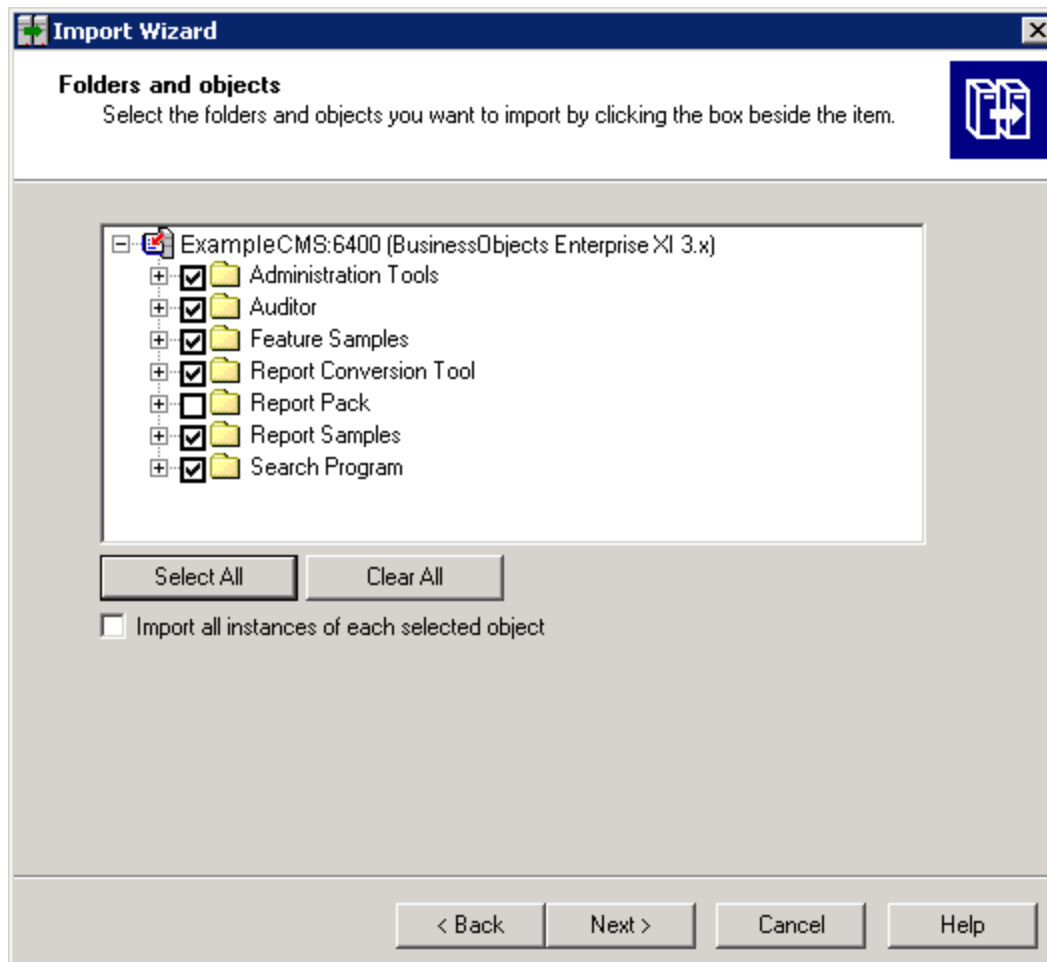 Import Wizard
Folders and objects
Select the folders and objects you want to import by clicking the box beside the item.
ExampleCMS:6400 (BusinessObjects Enterprise XI 3.x)
Administration Tools
Auditor
Feature Samples
Report Conversion Tool
Report Pack
Report Samples
Search Program
Select All Clear All
Import all instances of each selected object
< Back Next > Cancel Help